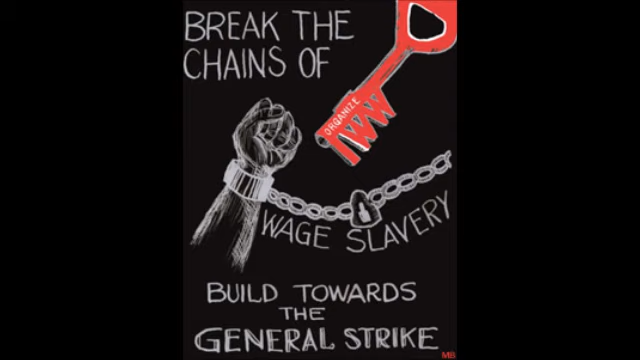 BREAK THE
CHAINS OF
ORGANIZE
IWW
WAGE SLAVERY
BUILD TOWARDS
THE
GENERAL STRIKE
MB